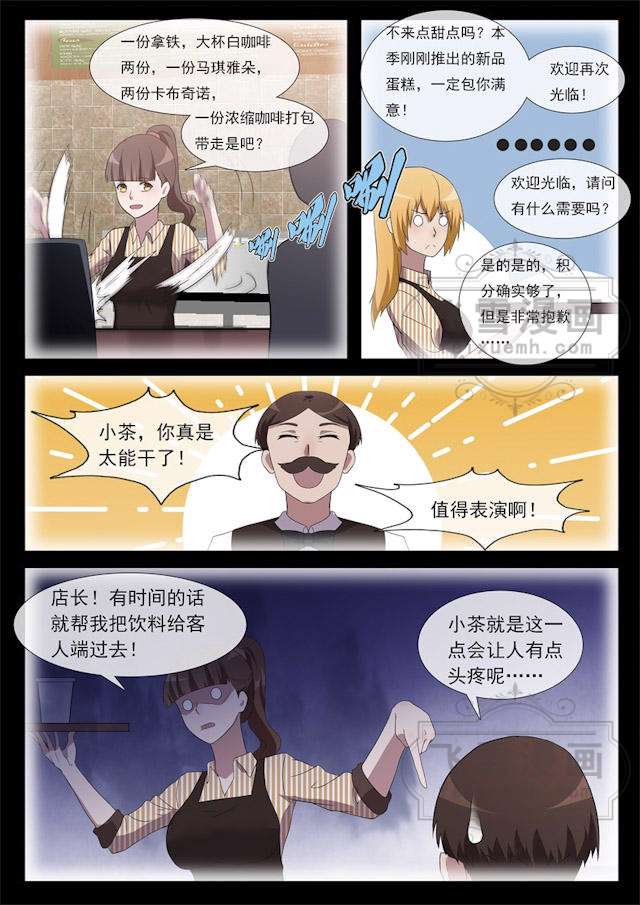 一份拿铁，大杯白咖啡
两份，一份马琪雅朵，
两份卡布奇诺，
一份浓缩咖啡打包
带走是吧？
不来点甜点吗？本
季刚刚推出的新品
蛋糕，一定包你满
意！
欢迎再次
光临！
●●●●●●
欢迎光临，请问
有什么需要吗？
是的是的，积
分确实够了，
但是非常抱歉
……
飞雪漫画
feixuemh.com
小茶，你真是
太能干了！
值得表演啊！
店长！有时间的话
就帮我把饮料给客
人端过去！
小茶就是这一
点会让人有点
头疼呢……